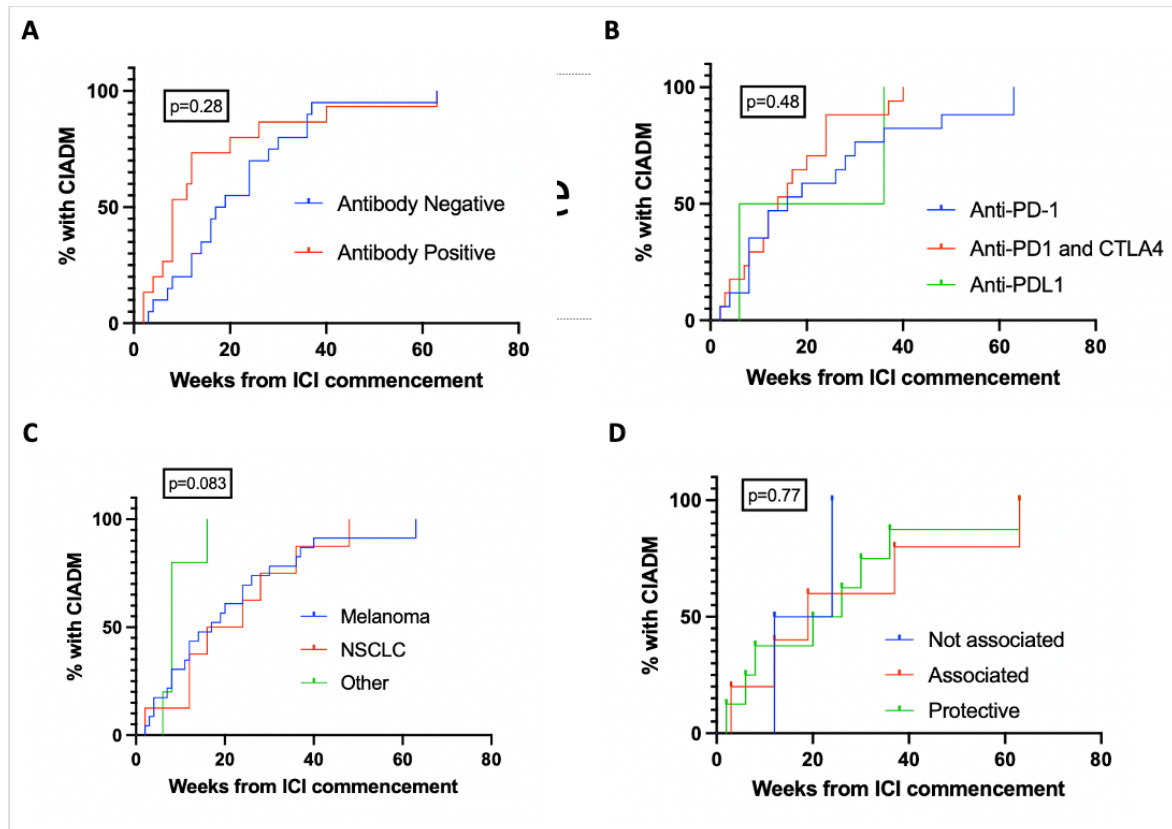 A
p=0.28
% with CIADM
100
50
0
Antibody Negative
Antibody Positive
0 20 40 60 80
Weeks from ICI commencement
B
p=0.48
% with CIADM
100
50
0
Anti-PD-1
Anti-PD1 and CTLA4
Anti-PDL1
0 20 40 60 80
Weeks from ICI commencement
C
p=0.083
% with CIADM
100
50
0
Melanoma
NSCLC
Other
0 20 40 60 80
Weeks from ICI commencement
D
p=0.77
% with CIADM
100
50
0
Not associated
Associated
Protective
0 20 40 60 80
Weeks from ICI commencement